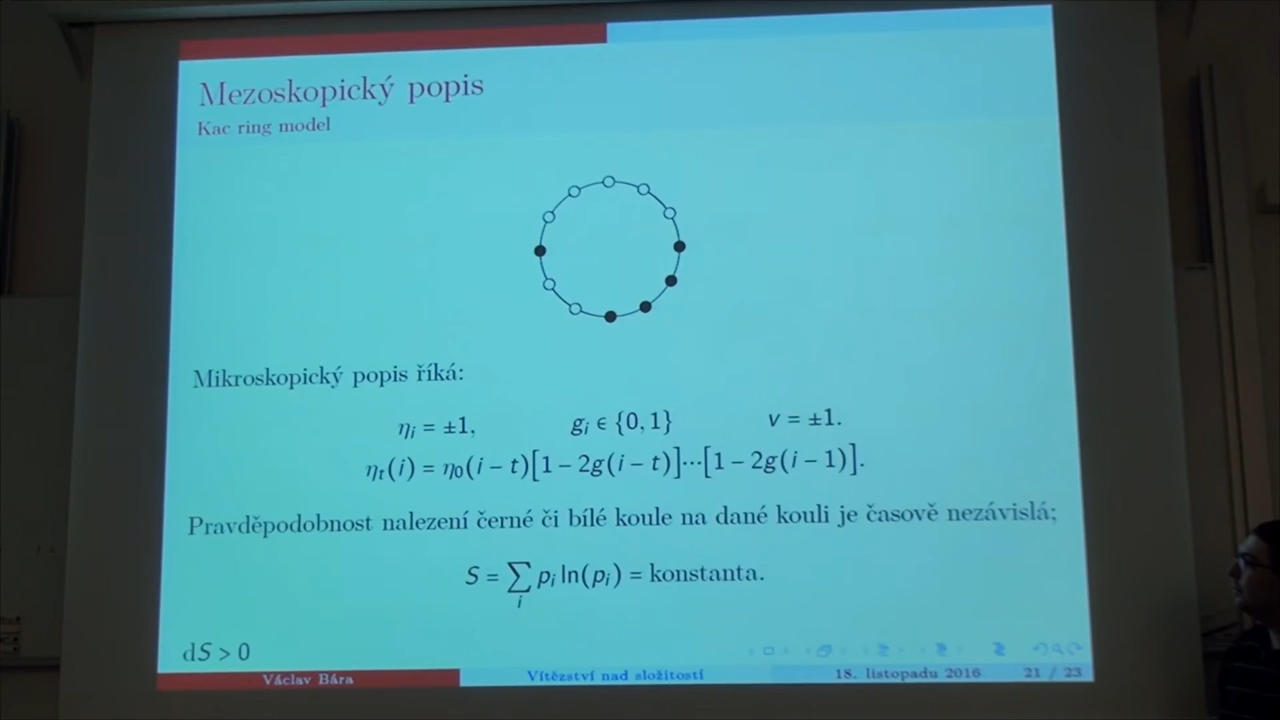 Mezoskopický popis
Kac ring model
Mikroskopický popis říká:
ηᵢ = ±1, gᵢ ∈ {0, 1} v = ±1.
ηₜ(i) = η₀(i − t)[1 − 2g(i − t)]···[1 − 2g(i − 1)].
Pravděpodobnost nalezení černé či bílé koule na dané kouli je časově nezávislá;
S = ∑ᵢ pᵢ ln(pᵢ) = konstanta.
dS > 0
Václav Bára Vítězství nad složitostí 18. listopadu 2016 21 / 23